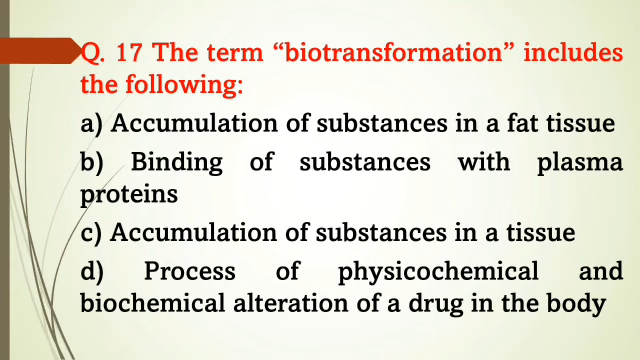 Q. 17 The term “biotransformation” includes
the following:
a) Accumulation of substances in a fat tissue
b) Binding of substances with plasma
proteins
c) Accumulation of substances in a tissue
d) Process of physicochemical and
biochemical alteration of a drug in the body